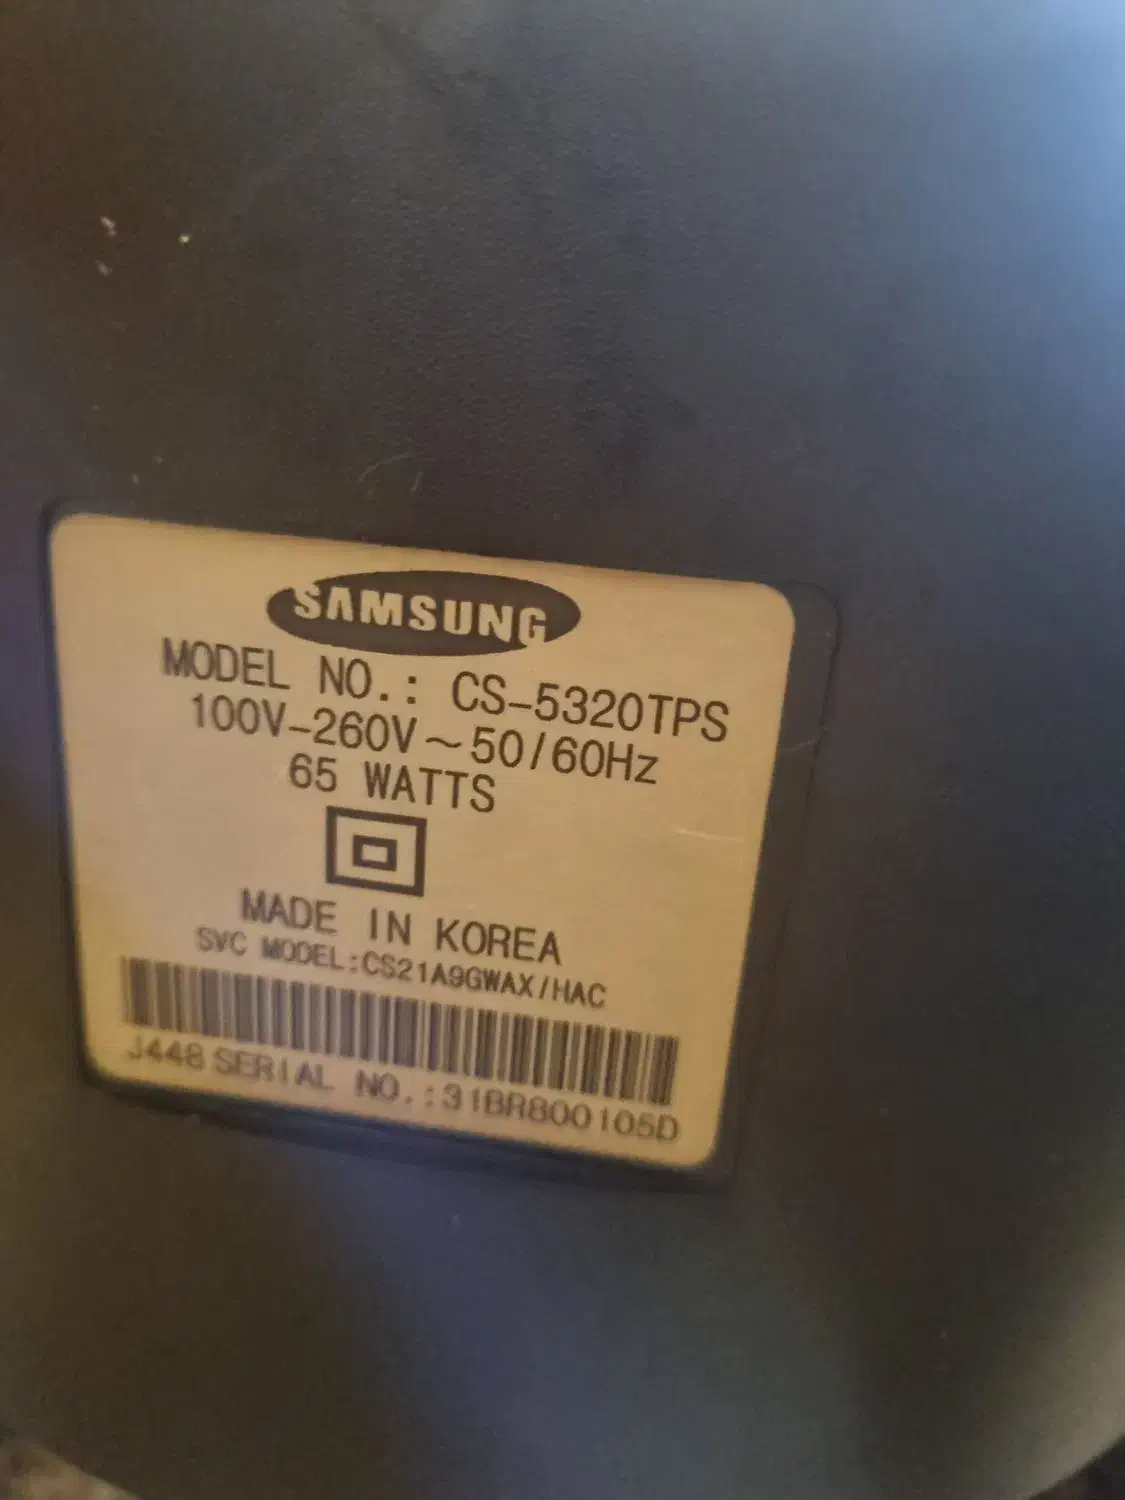 SAMSUNG
MODEL NO.: CS-5320TPS
100V-260V~50/60Hz
65 WATTS
MADE IN KOREA
SVC MODEL:CS21A9GWAX/HAC
J448 SERIAL NO.:31BR800105D